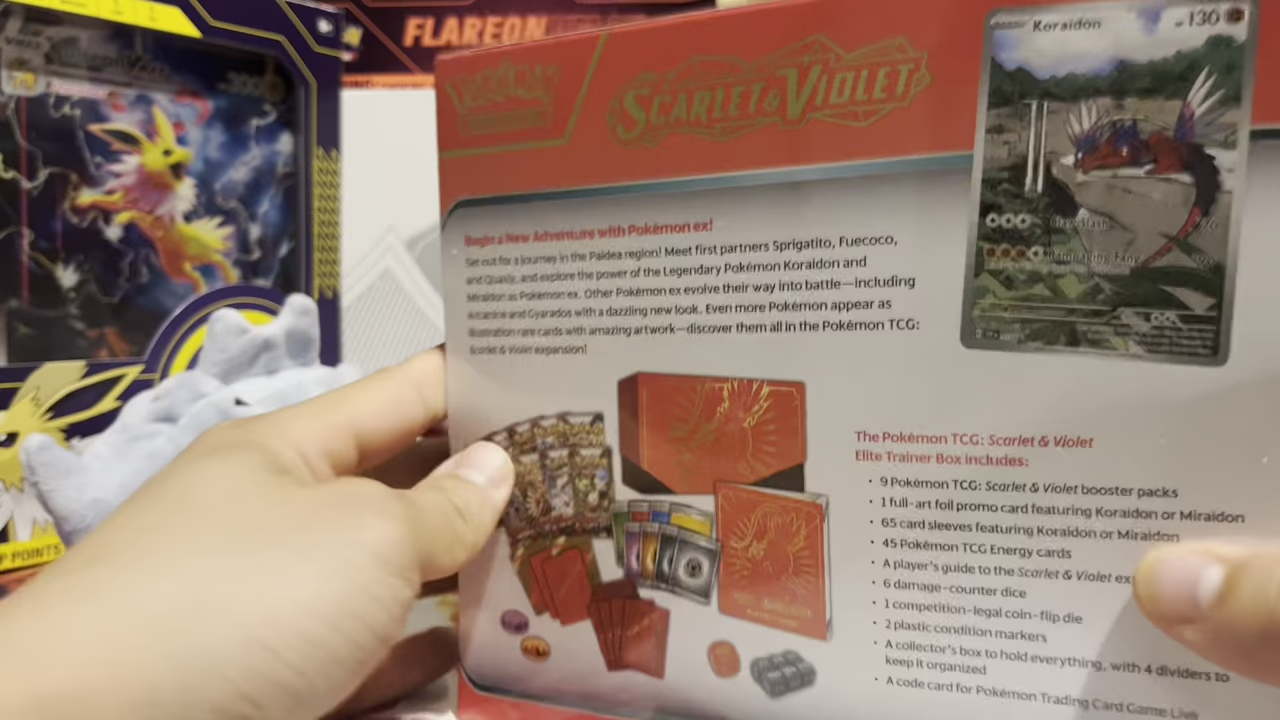 FLAREON
SCARLET & VIOLET
Koraidon 130
Begin a New Adventure with Pokémon ex!
Set out for a journey in the Paldea region! Meet first partners Sprigatito, Fuecoco,
and Quaxly, and explore the power of the Legendary Pokémon Koraidon and
Miraidon as Pokémon ex. Other Pokémon ex evolve their way into battle—including
Arcanine and Gyarados with a dazzling new look. Even more Pokémon appear as
illustration rare cards with amazing artwork—discover them all in the Pokémon TCG:
Scarlet & Violet expansion!
The Pokémon TCG: Scarlet & Violet
Elite Trainer Box includes:
• 9 Pokémon TCG: Scarlet & Violet booster packs
• 1 full-art foil promo card featuring Koraidon or Miraidon
• 65 card sleeves featuring Koraidon or Miraidon
• 45 Pokémon TCG Energy cards
• A player's guide to the Scarlet & Violet ex
• 6 damage-counter dice
• 1 competition-legal coin-flip die
• 2 plastic condition markers
• A collector's box to hold everything, with 4 dividers to
keep it organized
• A code card for Pokémon Trading Card Game Live
POINTS